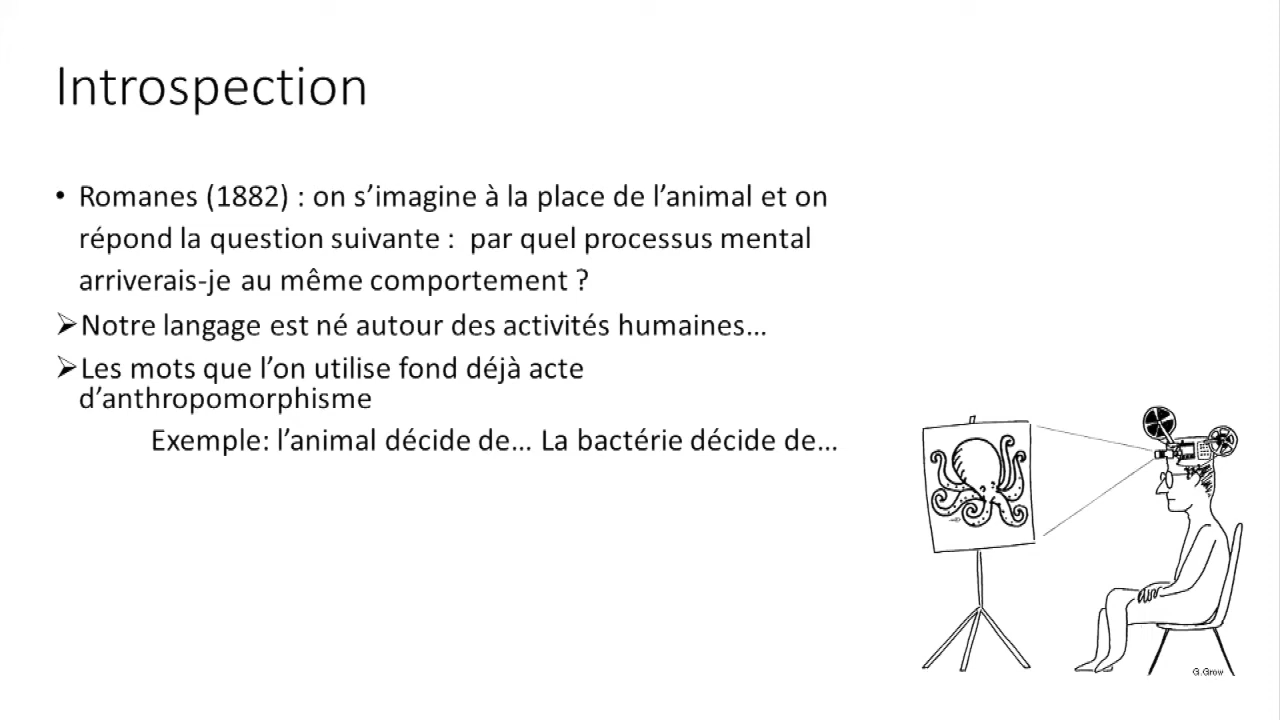 Introspection
• Romanes (1882) : on s’imagine à la place de l’animal et on
répond la question suivante :  par quel processus mental
arriverais-je au même comportement ?
➢Notre langage est né autour des activités humaines…
➢Les mots que l’on utilise fond déjà acte
d’anthropomorphisme
Exemple: l’animal décide de… La bactérie décide de…
G.Grow